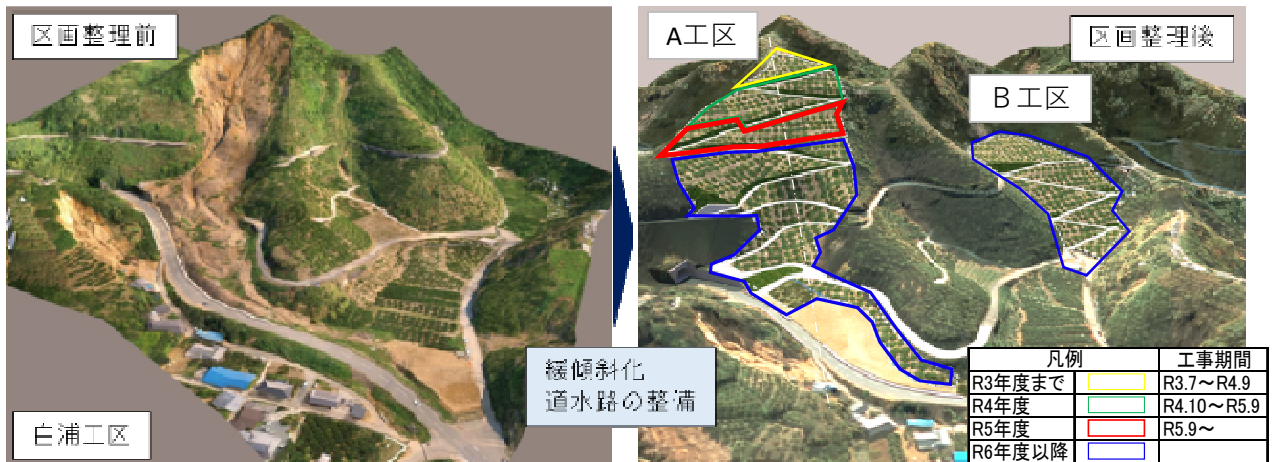 区画整理前
白浦工区
緩傾斜化
道水路の整備
A工区
区画整理後
B工区
凡例 工事期間
R3年度まで R3.7～R4.9
R4年度 R4.10～R5.9
R5年度 R5.9～
R6年度以降